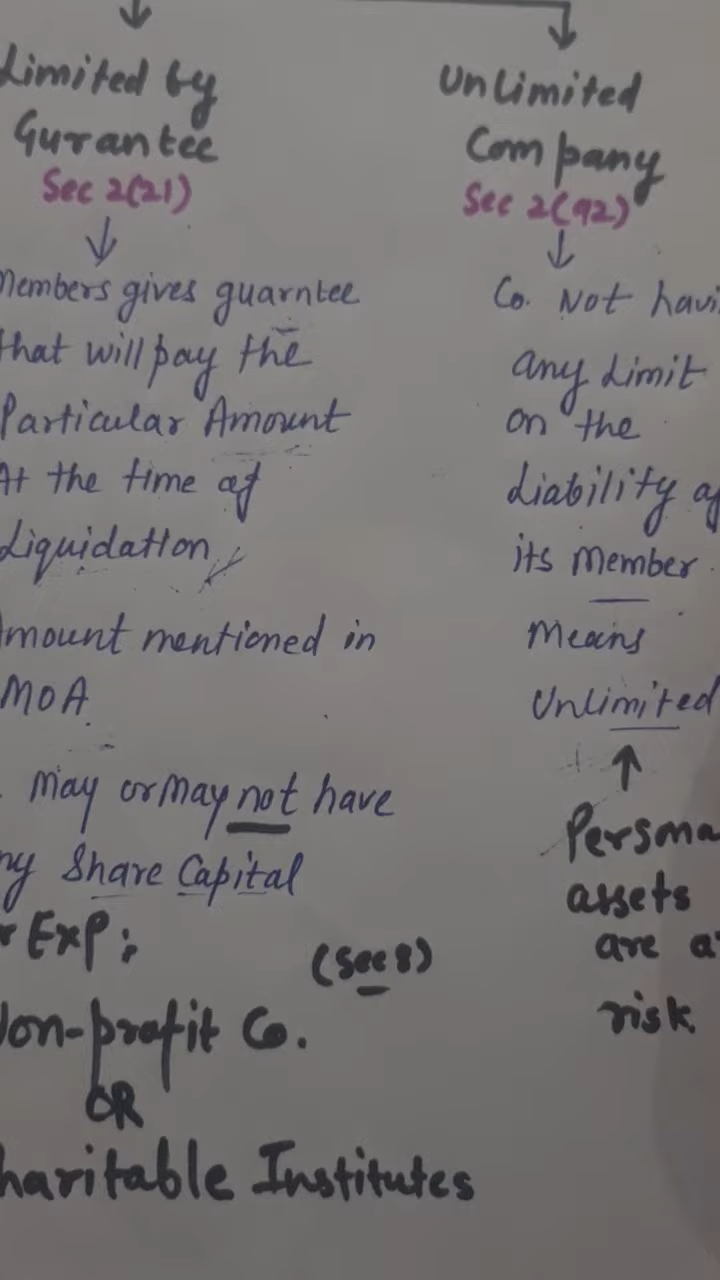 Limited by
Gurantee
Sec 2(21)
Members gives guarntee
that will pay the
Particular Amount
At the time of
Liquidation
Amount mentioned in
MOA.
may or may not have
ny Share Capital
Exp:
(Sec 8)
Non-profit Co.
OR
haritable Institutes
Unlimited
Company
Sec 2(92)
Co. Not havi
any Limit
on the
Liability of
its Member
Means
Unlimited
Persona
assets
are a
risk.